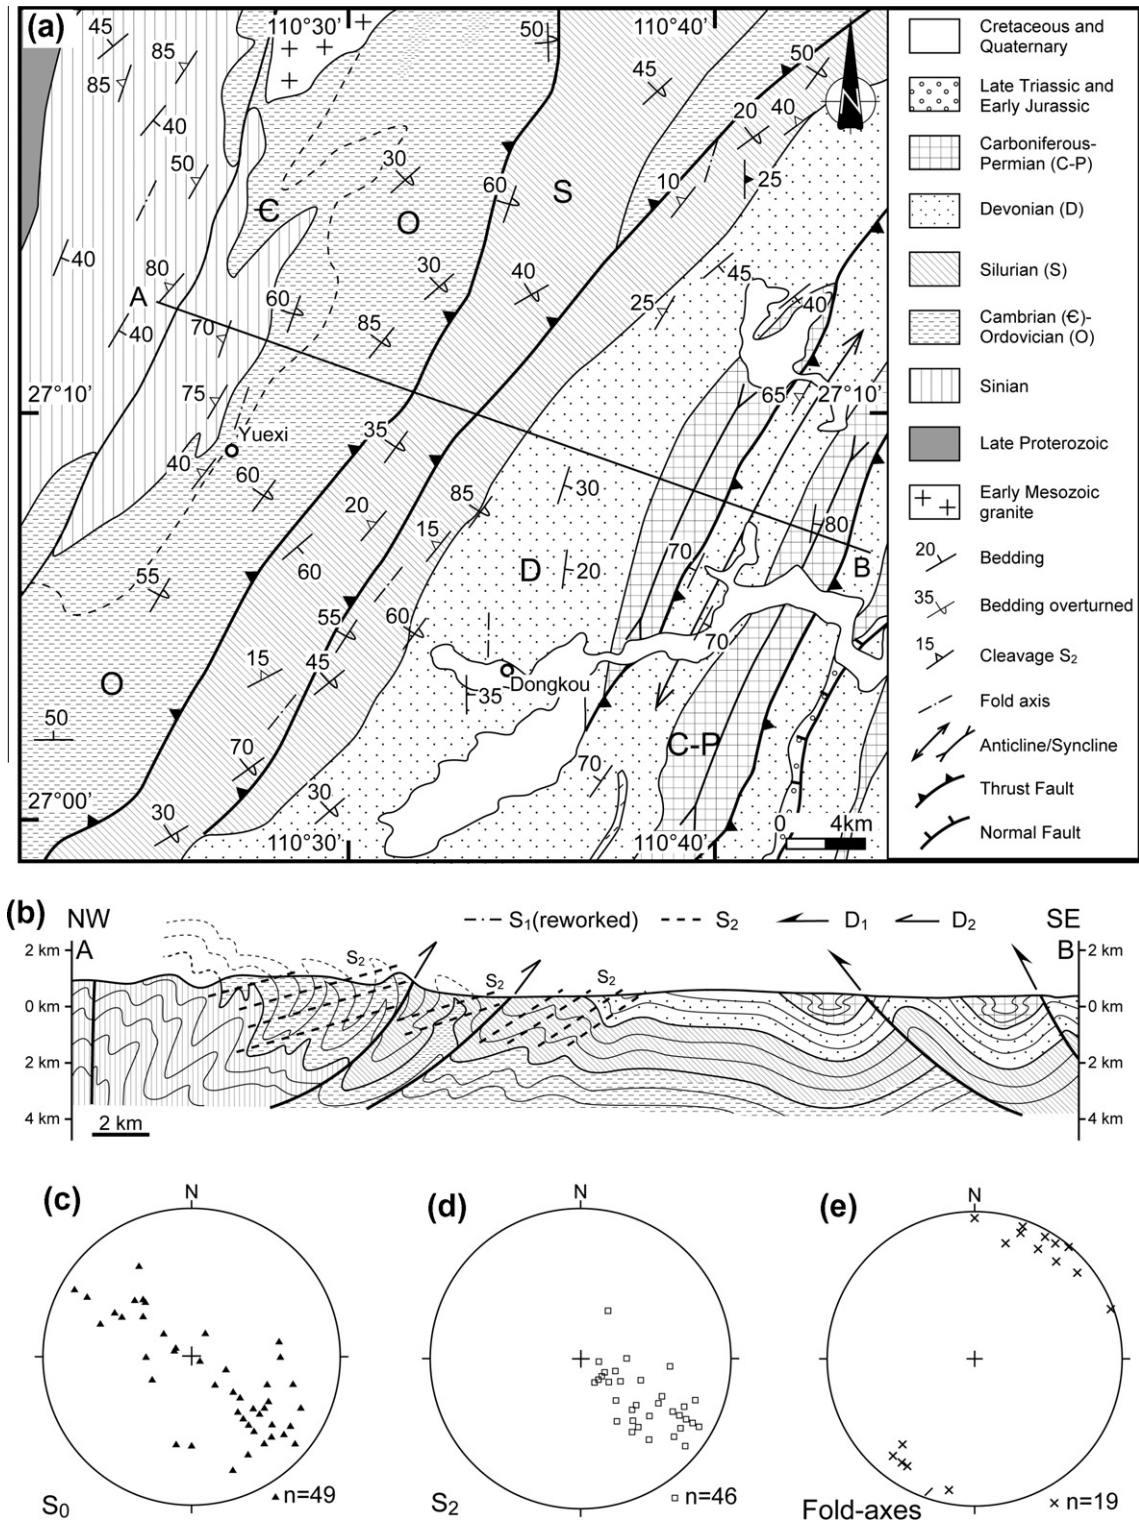 (a)
110°30'
110°40'
45
85
85
40
50
40
80
A
40
70
60
Є
30
O
30
85
50
60
S
40
45
50
20
40
10
25
45
25
40
65
27°10'
27°10'
75
Yuexi
40
60
35
20
85
15
30
D
20
70
80
B
55
60
55
60
45
15
O
50
70
30
30
35
Dongkou
70
C-P
70
27°00'
110°30'
110°40'
0 4km
N
Cretaceous and
Quaternary
Late Triassic and
Early Jurassic
Carboniferous-
Permian (C-P)
Devonian (D)
Silurian (S)
Cambrian (Є)-
Ordovician (O)
Sinian
Late Proterozoic
Early Mesozoic
granite
20 Bedding
35 Bedding overturned
15 Cleavage S2
Fold axis
Anticline/Syncline
Thrust Fault
Normal Fault
(b) NW SE
S1(reworked) S2 D1 D2
A B
2 km 2 km
0 km 0 km
2 km 2 km
4 km 4 km
S2 S2 S2
2 km
(c) N
S0 n=49
(d) N
S2 n=46
(e) N
Fold-axes n=19